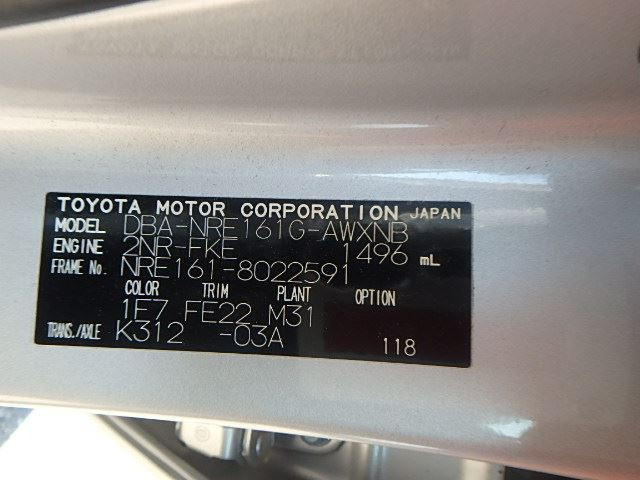 TOYOTA MOTOR CORPORATION JAPAN
MODEL DBA-NRE161G-AWXNB
ENGINE 2NR-FKE 1496 mL
FRAME No. NRE161-8022591
COLOR TRIM PLANT OPTION
1F7 FE22 M31
TRANS./AXLE K312 -03A 118